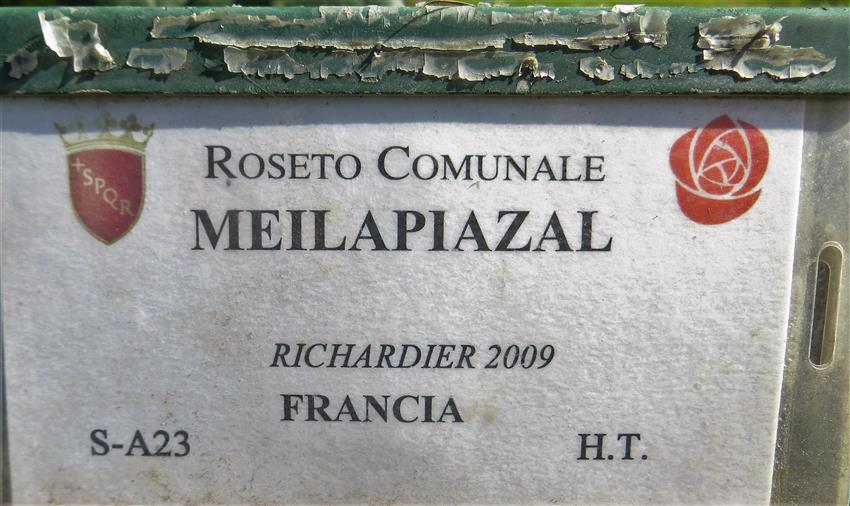 ROSETO COMUNALE
+SPQR
MEILAPIAZAL
RICHARDIER 2009
FRANCIA
S-A23 H.T.